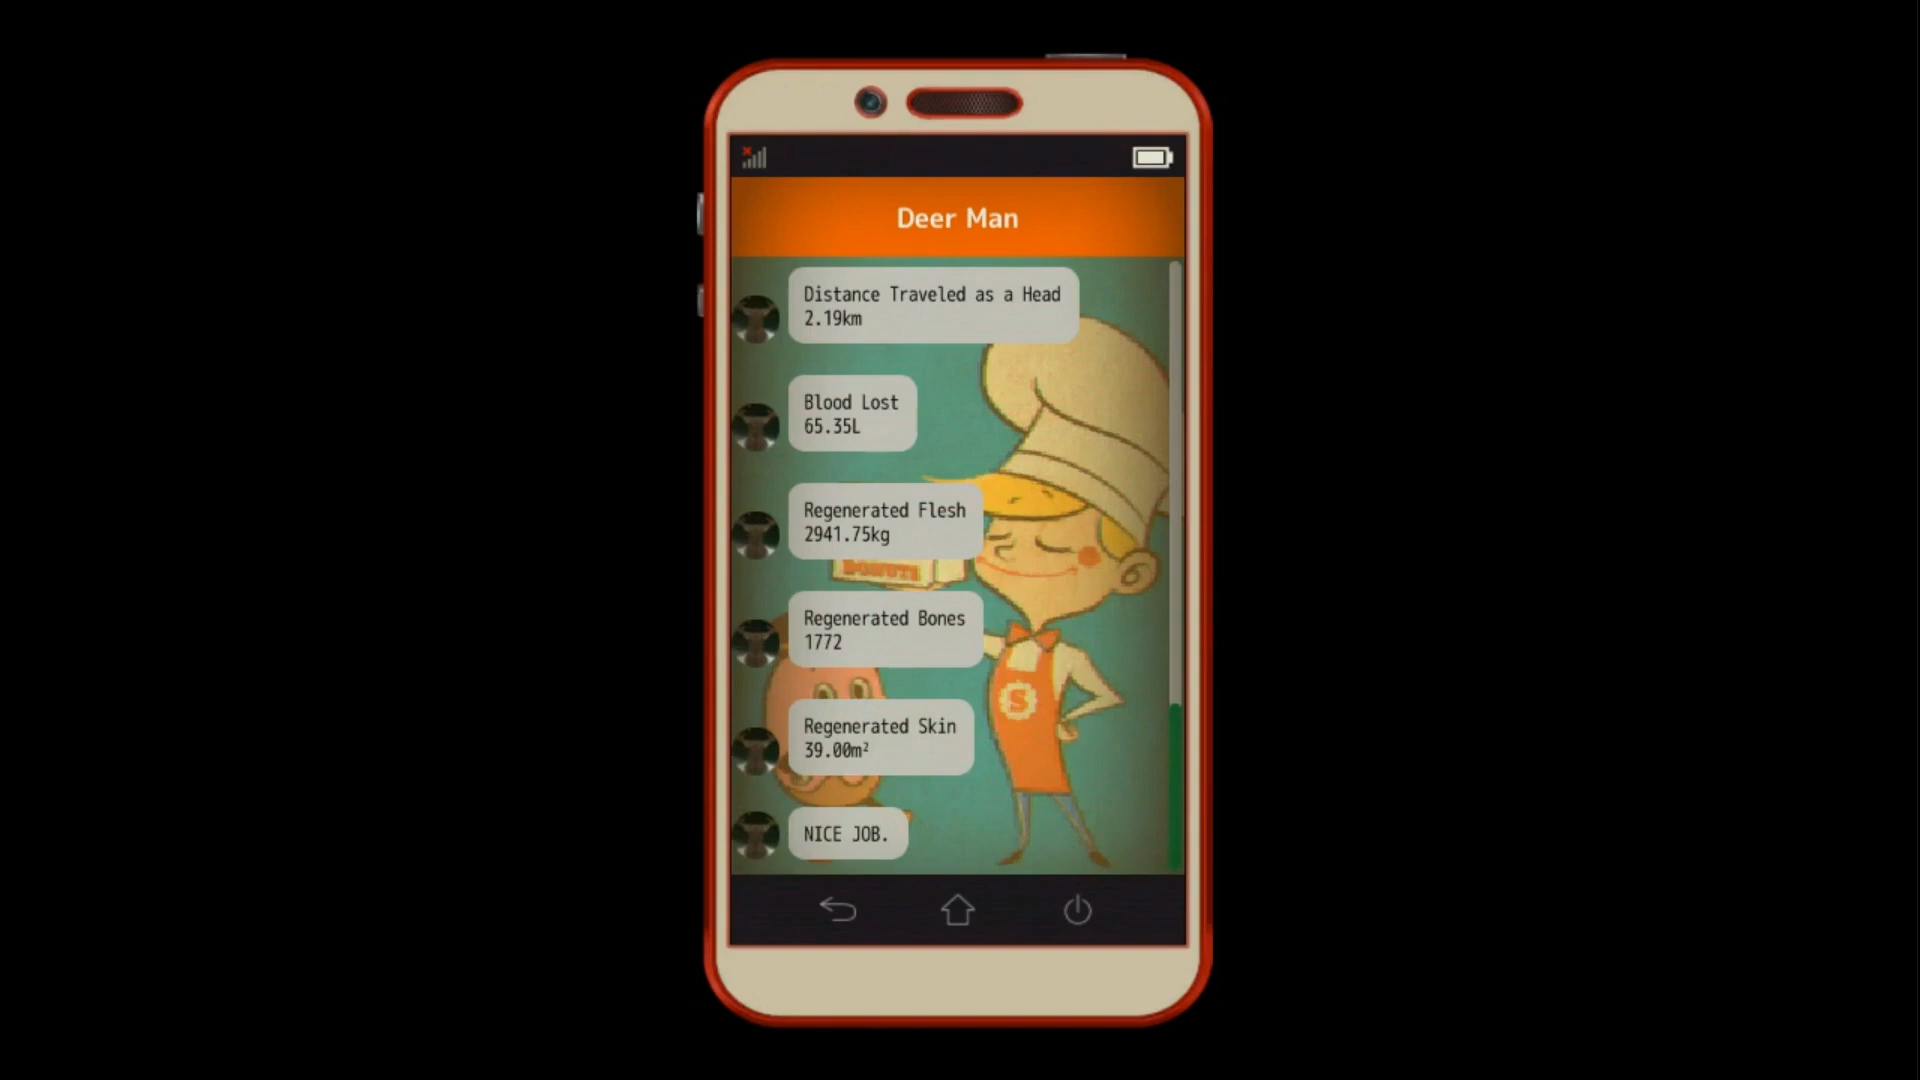 Deer Man
Distance Traveled as a Head
2.19km
Blood Lost
65.35L
Regenerated Flesh
2941.75kg
DONUTS
Regenerated Bones
1772
S
Regenerated Skin
39.00m²
NICE JOB.